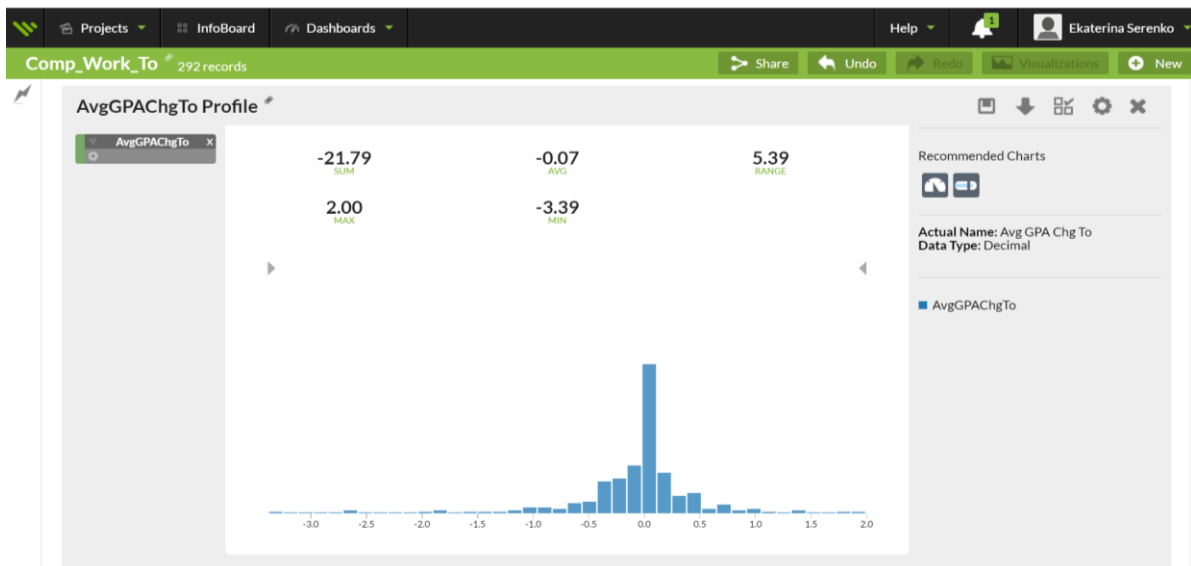 Projects InfoBoard Dashboards Help 1 Ekaterina Serenko
Comp_Work_To 292 records Share Undo Redo Visualizations New
AvgGPAChgTo Profile
AvgGPAChgTo x
-21.79 -0.07 5.39
SUM AVG RANGE
2.00 -3.39
MAX MIN
Recommended Charts
Actual Name: Avg GPA Chg To
Data Type: Decimal
AvgGPAChgTo
-3.0 -2.5 -2.0 -1.5 -1.0 -0.5 0.0 0.5 1.0 1.5 2.0